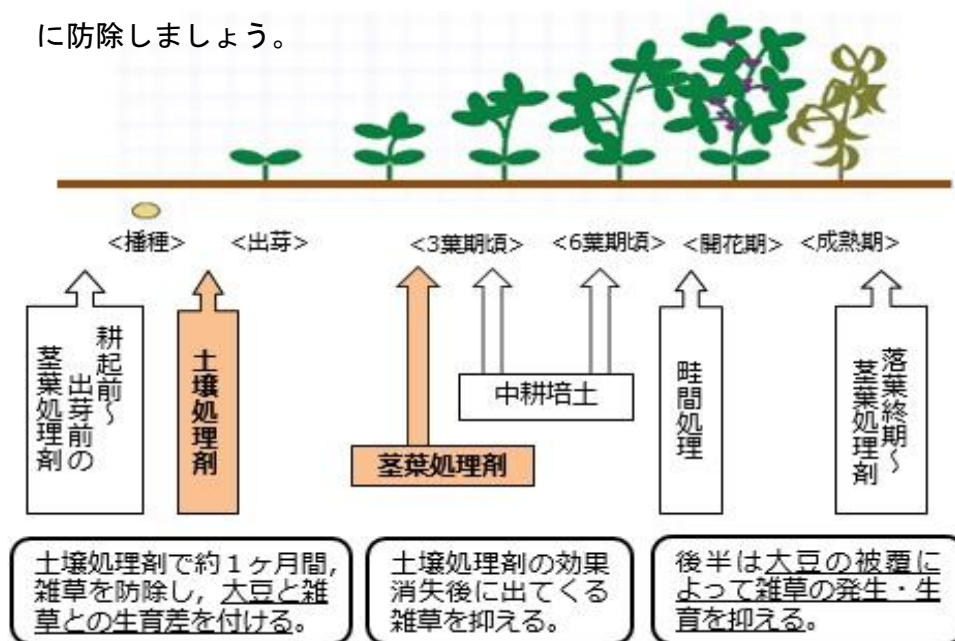 に防除しましょう。
<播種>
<出芽>
<3葉期頃>
<6葉期頃>
<開花期>
<成熟期>
耕起前～
出芽前の
茎葉処理剤
土壌処理剤
茎葉処理剤
中耕培土
畦間処理
落葉終期～
茎葉処理剤
土壌処理剤で約１ヶ月間,
雑草を防除し,大豆と雑
草との生育差を付ける。
土壌処理剤の効果
消失後に出てくる
雑草を抑える。
後半は大豆の被覆に
よって雑草の発生・生
育を抑える。